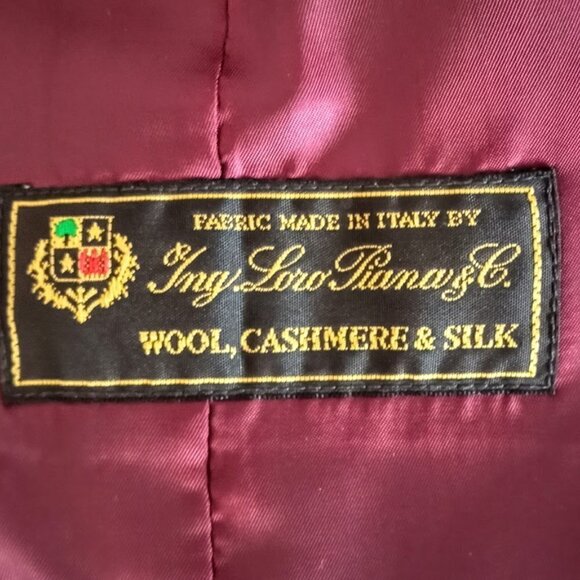 FABRIC MADE IN ITALY BY
Ing. Loro Piana & C.
WOOL, CASHMERE & SILK